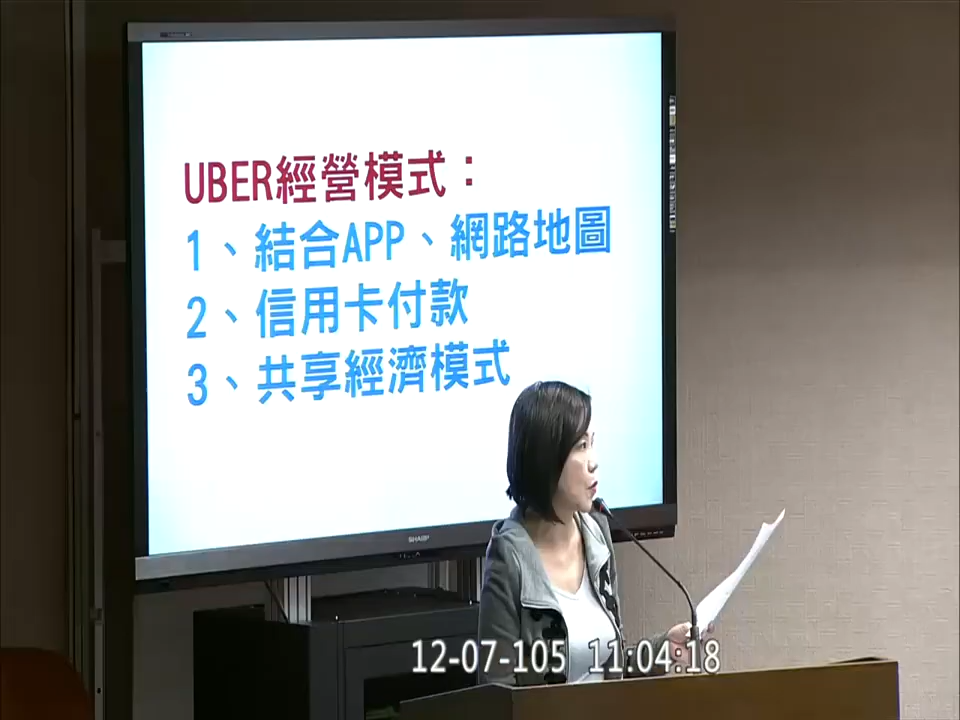 UBER經營模式：
1、結合APP、網路地圖
2、信用卡付款
3、共享經濟模式
SHARP
12-07-105 11:04:18